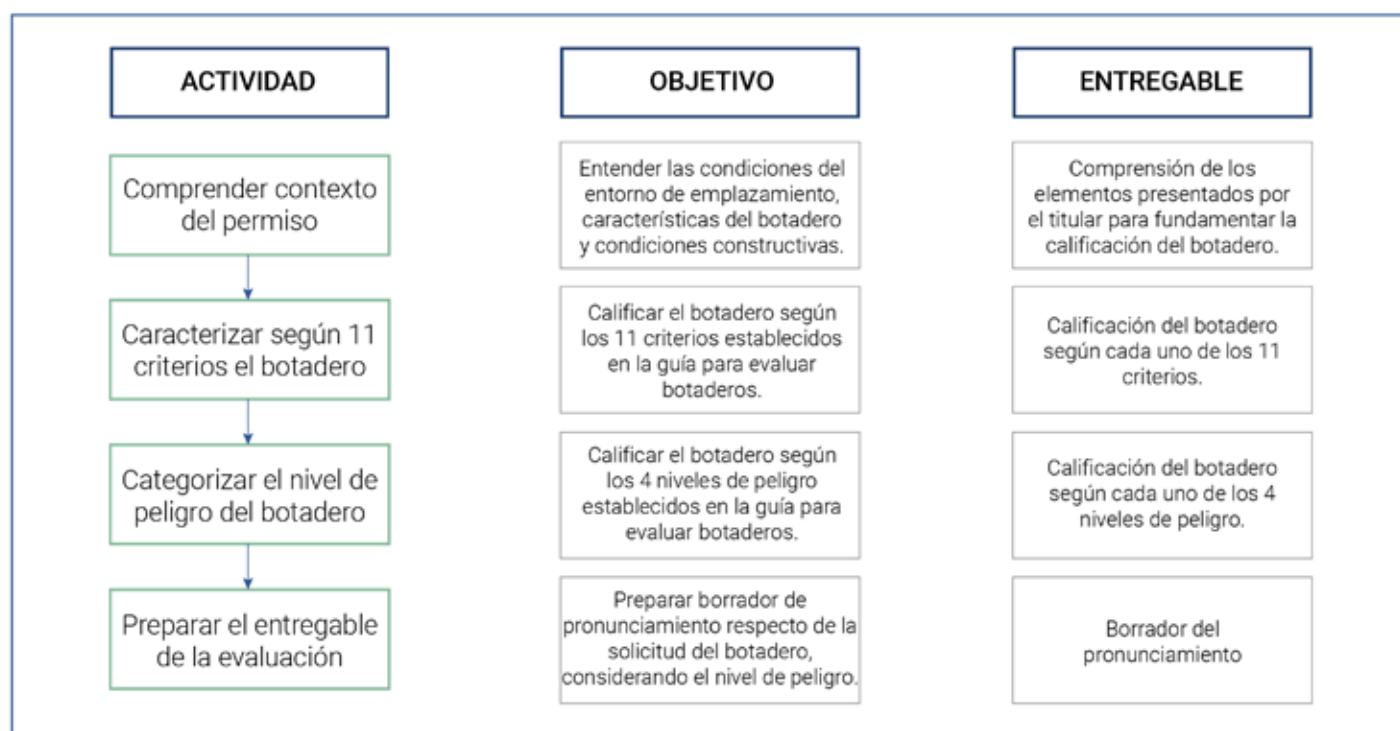 ACTIVIDAD
OBJETIVO
ENTREGABLE
Comprender contexto
del permiso
Entender las condiciones del
entorno de emplazamiento,
características del botadero
y condiciones constructivas.
Comprensión de los
elementos presentados por
el titular para fundamentar la
calificación del botadero.
Caracterizar según 11
criterios el botadero
Calificar el botadero según
los 11 criterios establecidos
en la guía para evaluar
botaderos.
Calificación del botadero
según cada uno de los 11
criterios.
Categorizar el nivel de
peligro del botadero
Calificar el botadero según
los 4 niveles de peligro
establecidos en la guía para
evaluar botaderos.
Calificación del botadero
según cada uno de los 4
niveles de peligro.
Preparar el entregable
de la evaluación
Preparar borrador de
pronunciamiento respecto de la
solicitud del botadero,
considerando el nivel de peligro.
Borrador del
pronunciamiento